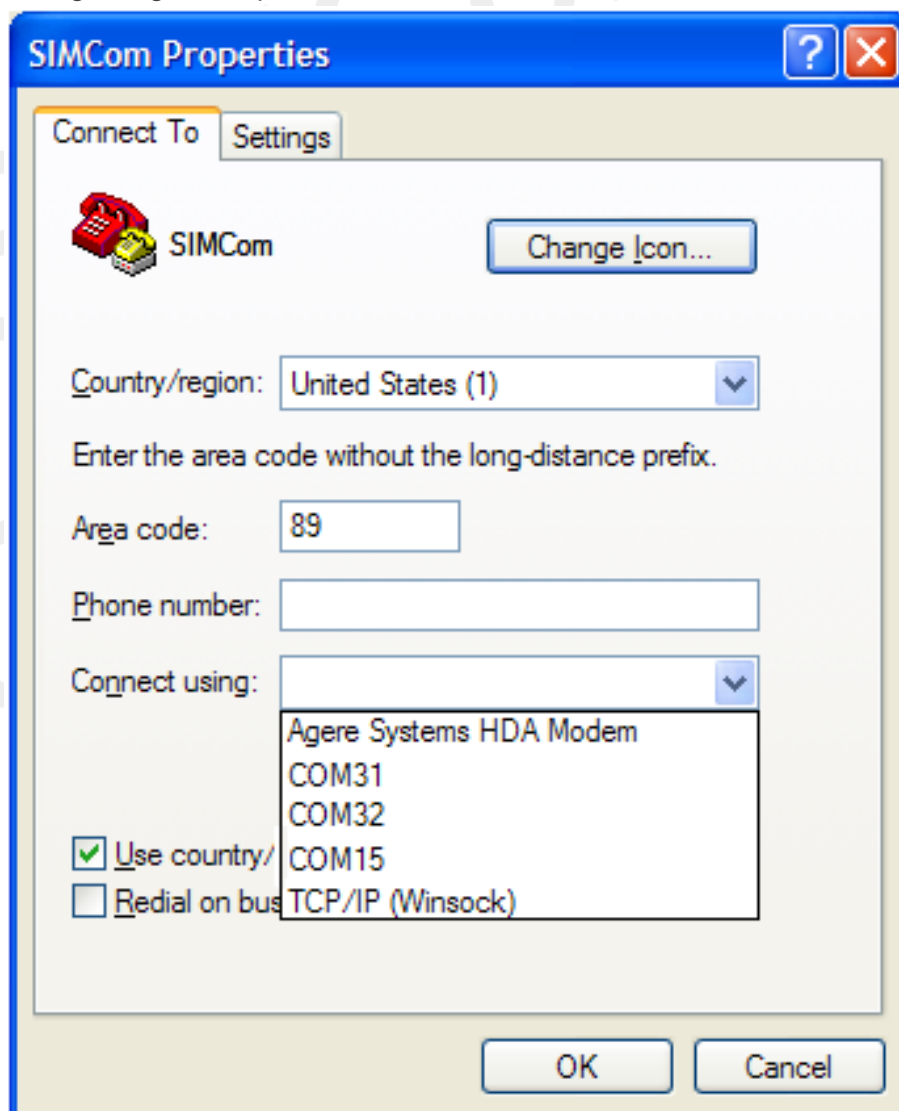 SIMCom Properties
Connect To Settings
SIMCom Change Icon...
Country/region: United States (1)
Enter the area code without the long-distance prefix.
Area code: 89
Phone number:
Connect using:
Agere Systems HDA Modem
COM31
COM32
Use country/ COM15
Redial on bus TCP/IP (Winsock)
OK Cancel